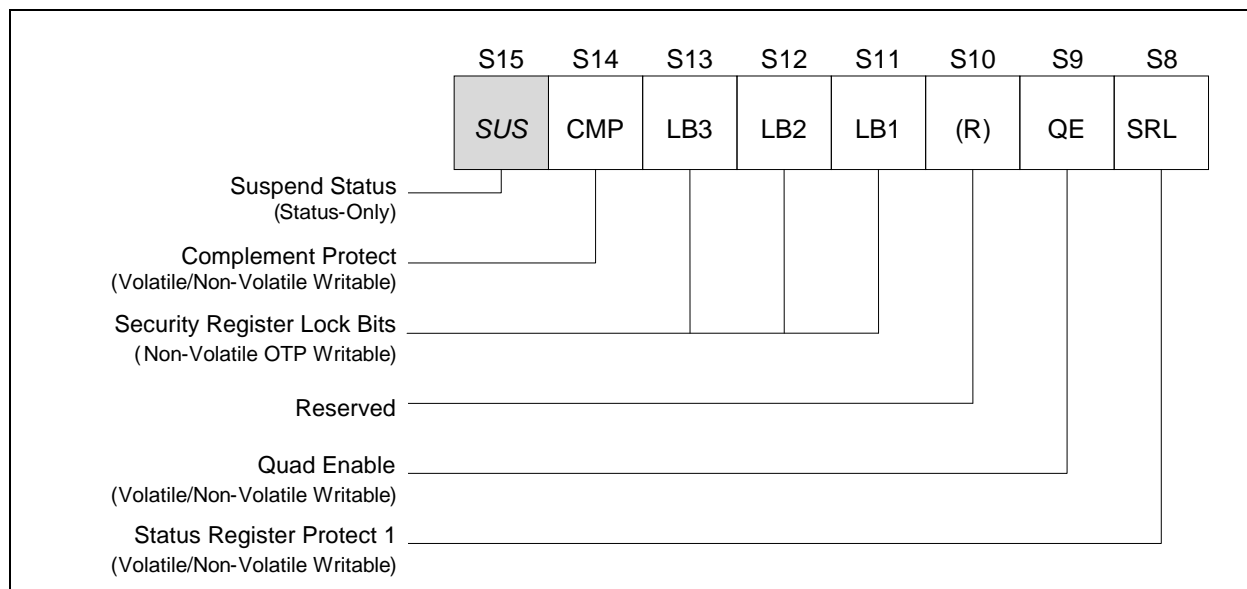 S15 S14 S13 S12 S11 S10 S9 S8
SUS CMP LB3 LB2 LB1 (R) QE SRL
Suspend Status
(Status-Only)
Complement Protect
(Volatile/Non-Volatile Writable)
Security Register Lock Bits
(Non-Volatile OTP Writable)
Reserved
Quad Enable
(Volatile/Non-Volatile Writable)
Status Register Protect 1
(Volatile/Non-Volatile Writable)